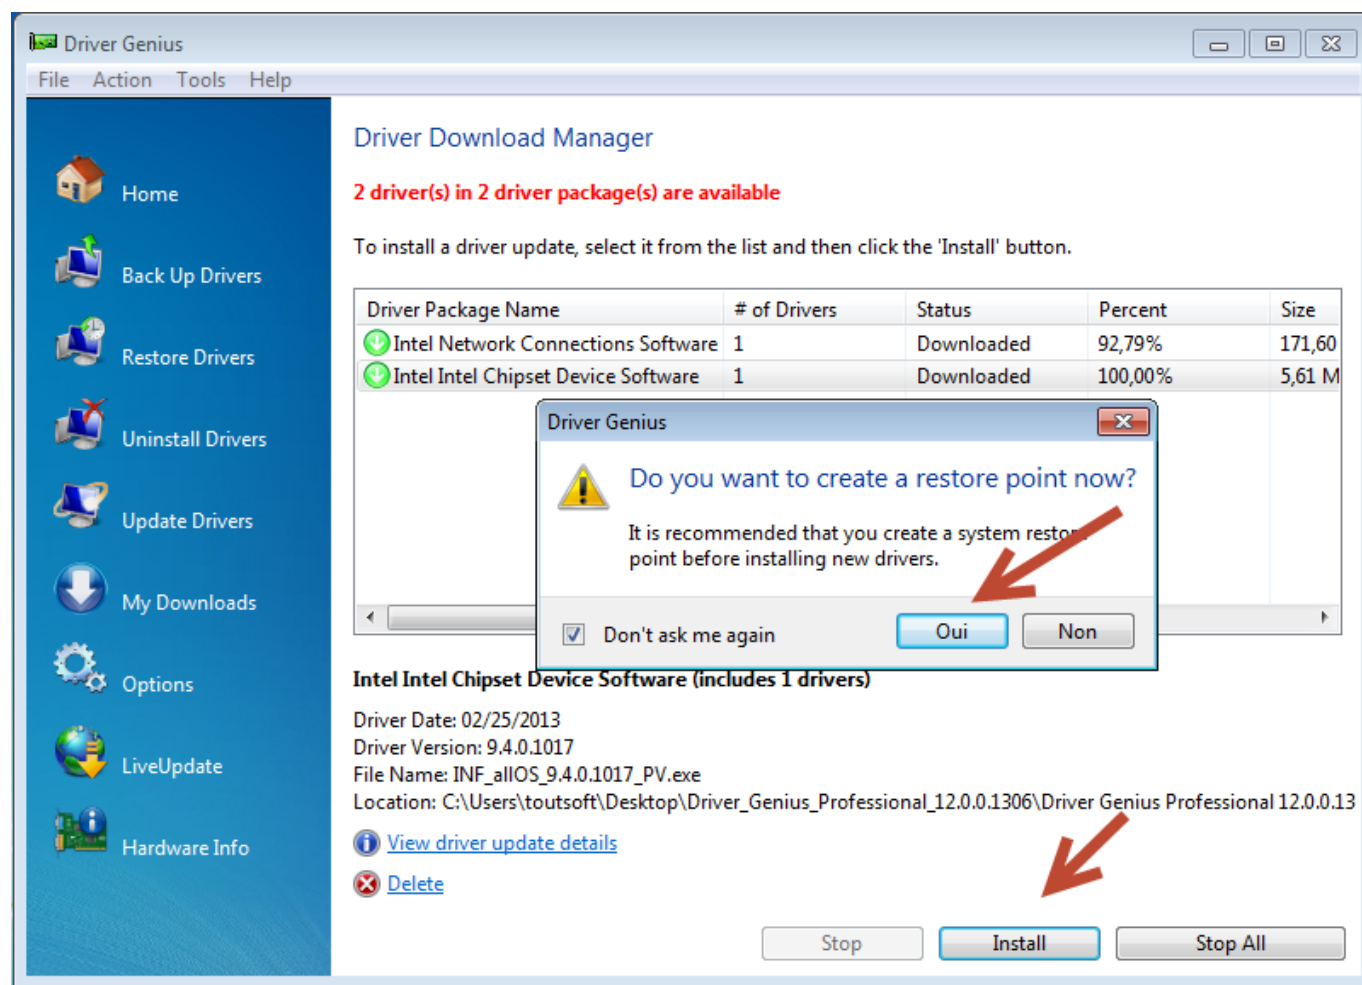 Driver Genius
File Action Tools Help
Home
Back Up Drivers
Restore Drivers
Uninstall Drivers
Update Drivers
My Downloads
Options
LiveUpdate
Hardware Info
Driver Download Manager
2 driver(s) in 2 driver package(s) are available
To install a driver update, select it from the list and then click the 'Install' button.
Driver Package Name # of Drivers Status Percent Size
Intel Network Connections Software 1 Downloaded 92,79% 171,60
Intel Intel Chipset Device Software 1 Downloaded 100,00% 5,61 M
Driver Genius
Do you want to create a restore point now?
It is recommended that you create a system restore
point before installing new drivers.
Don't ask me again Oui Non
Intel Intel Chipset Device Software (includes 1 drivers)
Driver Date: 02/25/2013
Driver Version: 9.4.0.1017
File Name: INF_allOS_9.4.0.1017_PV.exe
Location: C:\Users\toutsoft\Desktop\Driver_Genius_Professional_12.0.0.1306\Driver Genius Professional 12.0.0.13
View driver update details
Delete
Stop Install Stop All